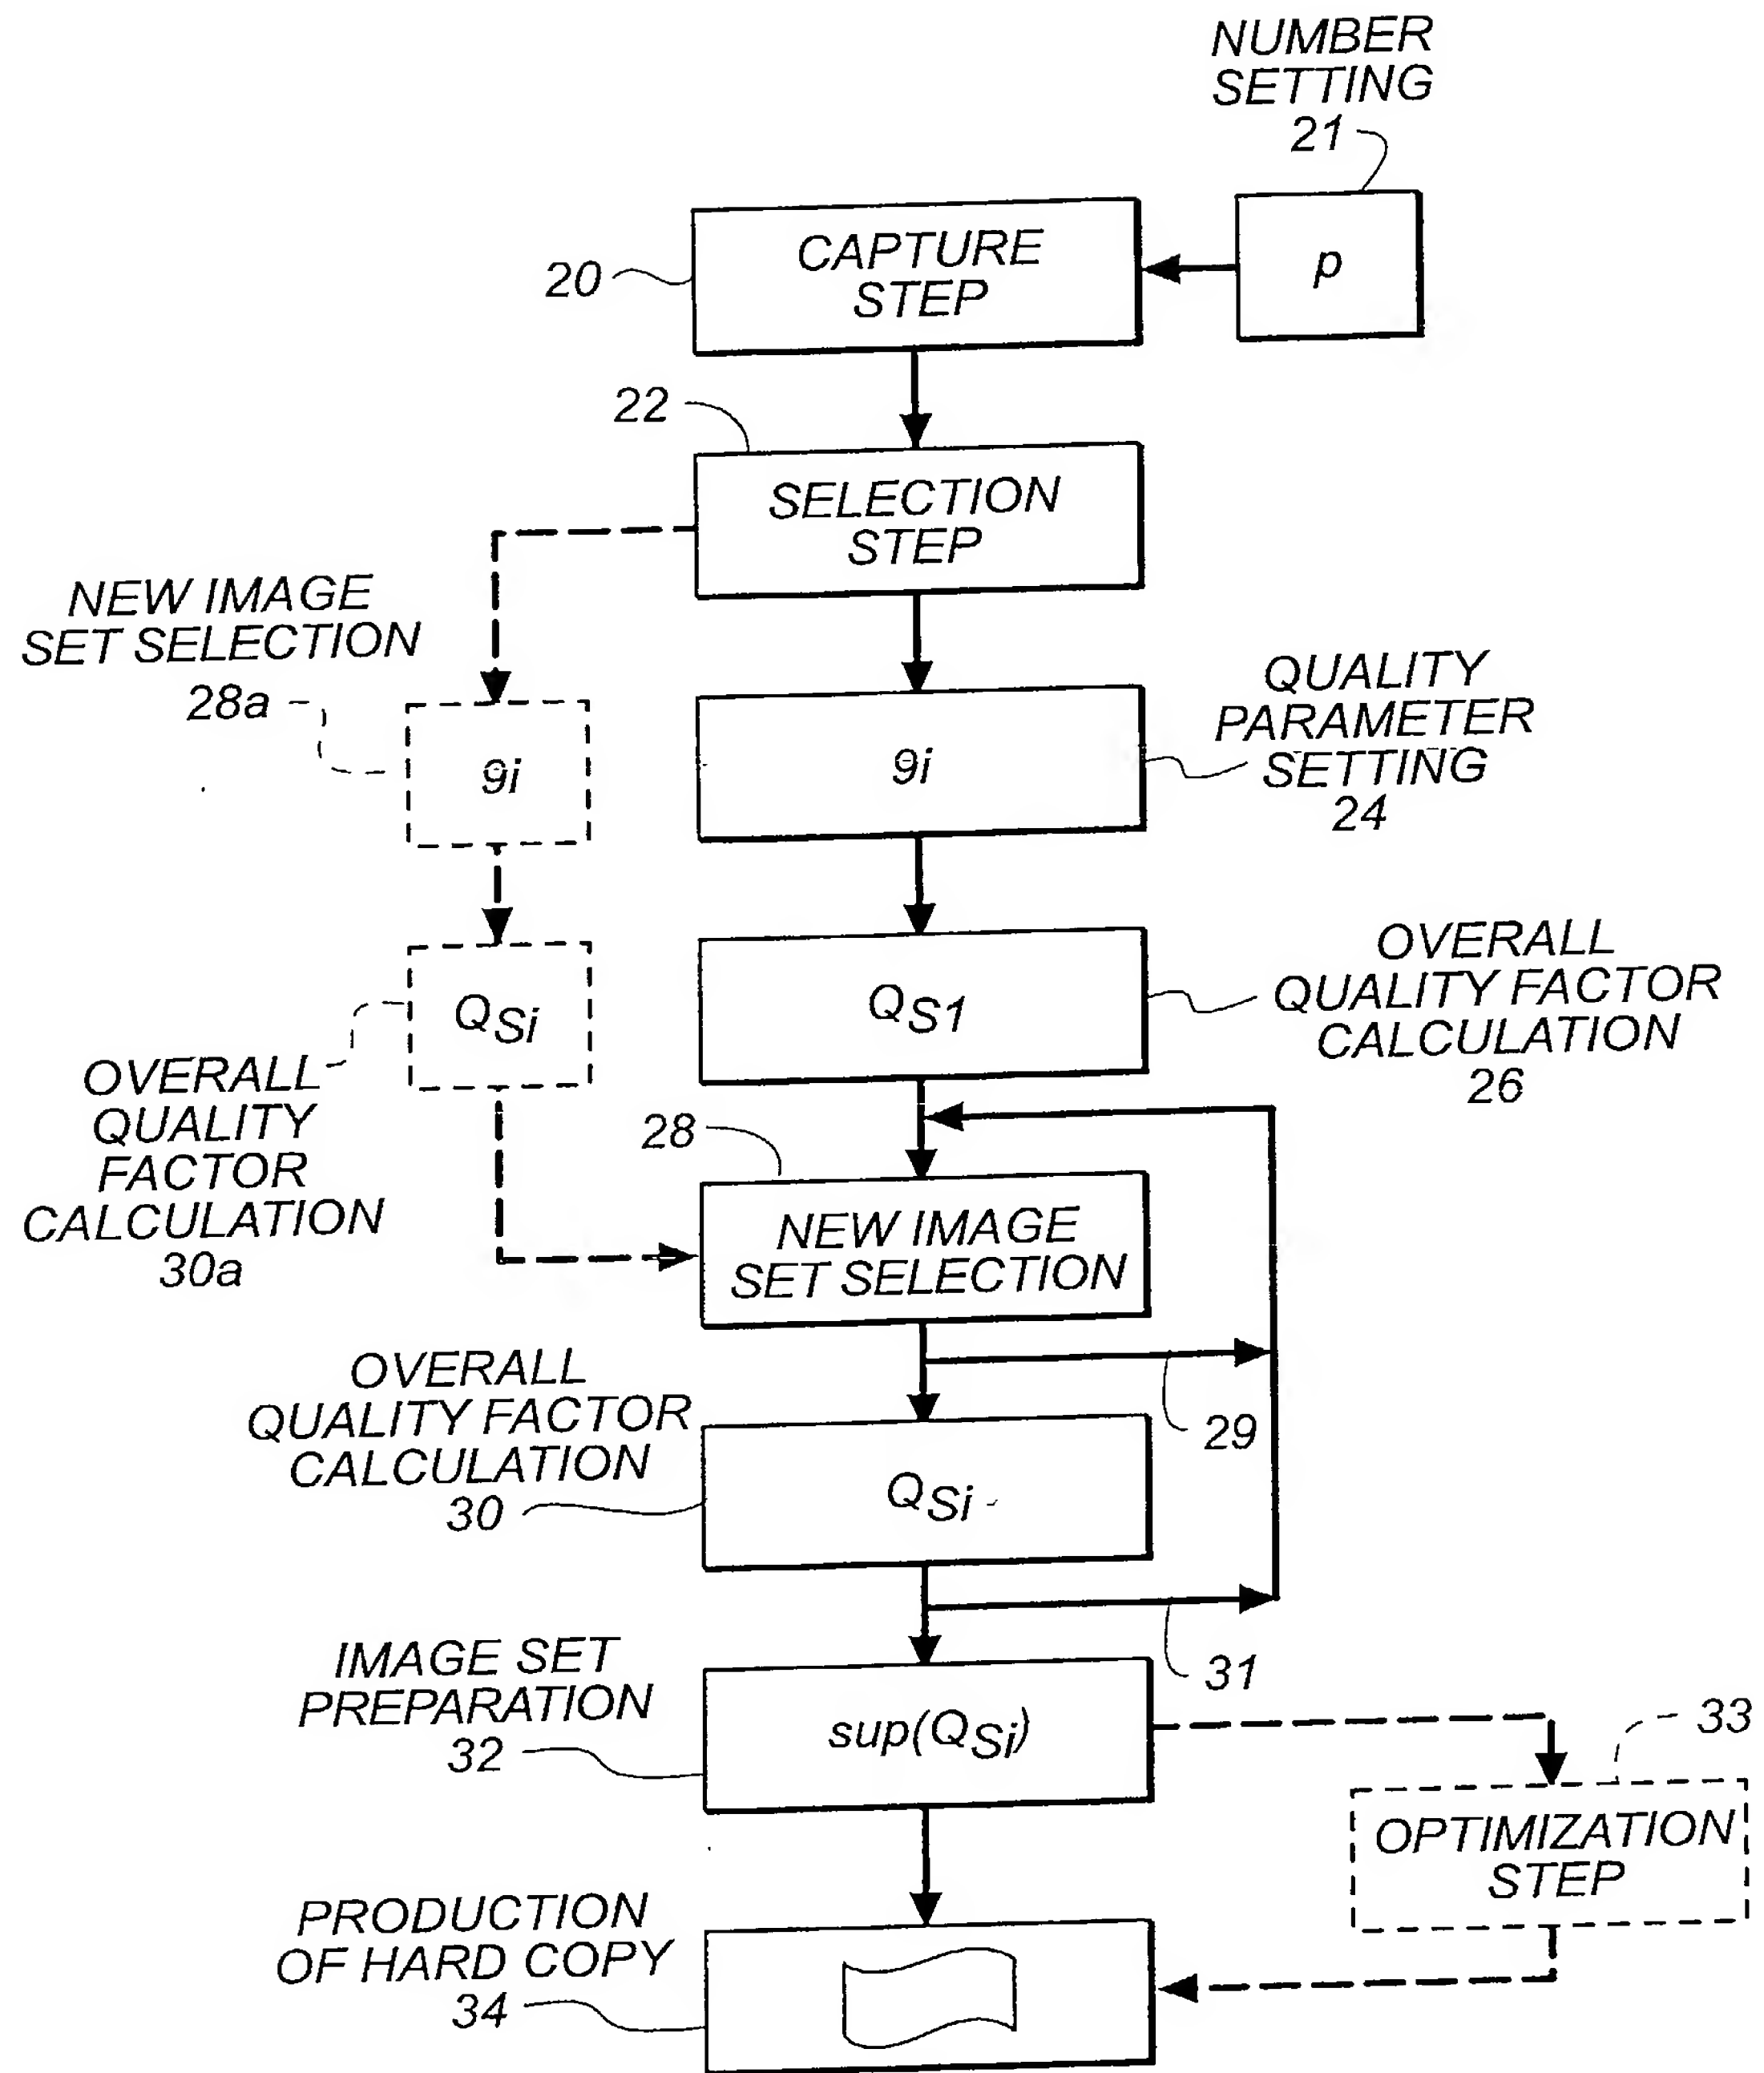 NUMBER
SETTING
21
CAPTURE
STEP
20
p
22
SELECTION
STEP
NEW IMAGE
SET SELECTION
28a
9i
9i
QUALITY
PARAMETER
SETTING
24
QSi
QS1
OVERALL
QUALITY FACTOR
CALCULATION
26
OVERALL
QUALITY
FACTOR
CALCULATION
30a
28
NEW IMAGE
SET SELECTION
29
OVERALL
QUALITY FACTOR
CALCULATION
30
QSi
31
IMAGE SET
PREPARATION
32
sup(QSi)
33
OPTIMIZATION
STEP
PRODUCTION
OF HARD COPY
34